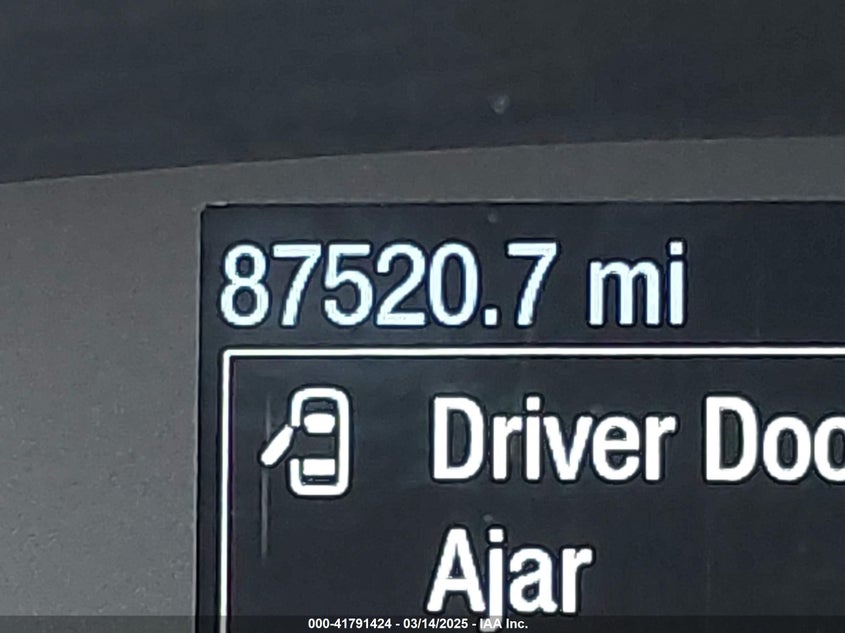 87520.7 mi
Driver Doo
Ajar
000-41791424 - 03/14/2025 - IAA Inc.